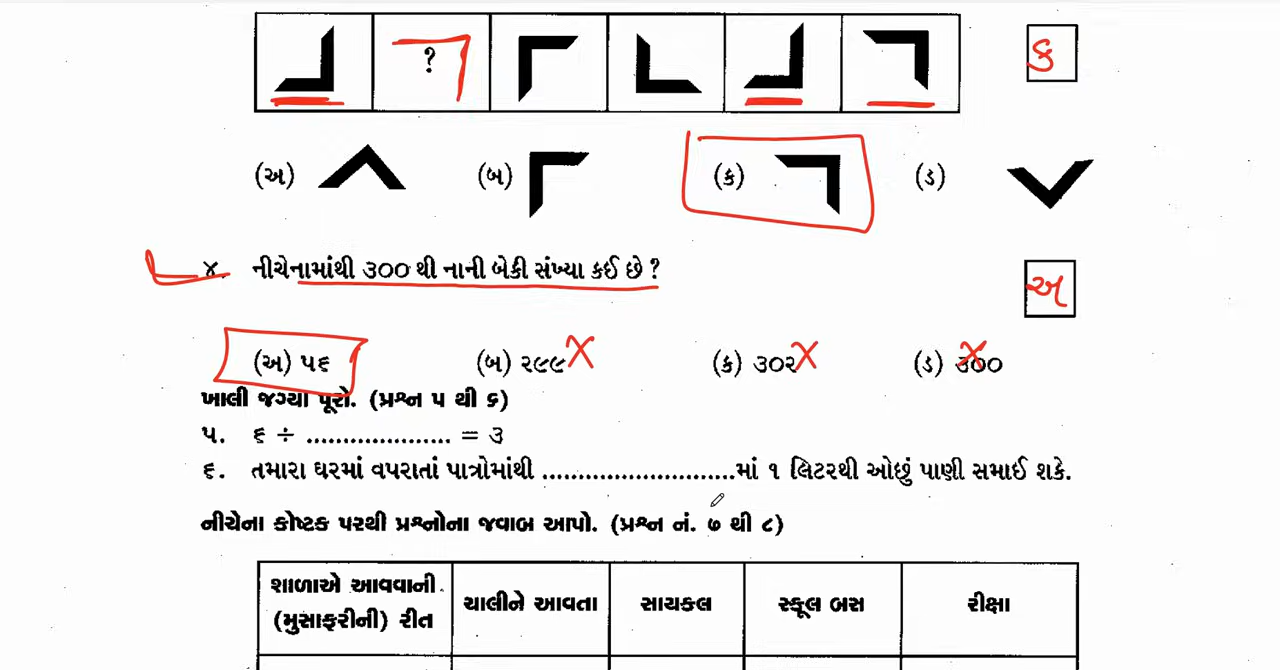 ?
ક
(અ) (બ) (ક) (ડ)
૪. નીચેનામાંથી ૩૦૦ થી નાની બેકી સંખ્યા કઈ છે ?
અ
(અ) ૫૬ (બ) ૨૯૯ (ક) ૩૦૨ (ડ) ૩૦૦
ખાલી જગ્યા પૂરો. (પ્રશ્ન ૫ થી ૬)
૫. ૬ ÷ .................... = ૩
૬. તમારા ઘરમાં વપરાતાં પાત્રોમાંથી ..........................માં ૧ લિટરથી ઓછું પાણી સમાઈ શકે.
નીચેના કોષ્ટક પરથી પ્રશ્નોના જવાબ આપો. (પ્રશ્ન નં. ૭ થી ૮)
શાળાએ આવવાની (મુસાફરીની) રીત
ચાલીને આવતા
સાયકલ
સ્કૂલ બસ
રીક્ષા